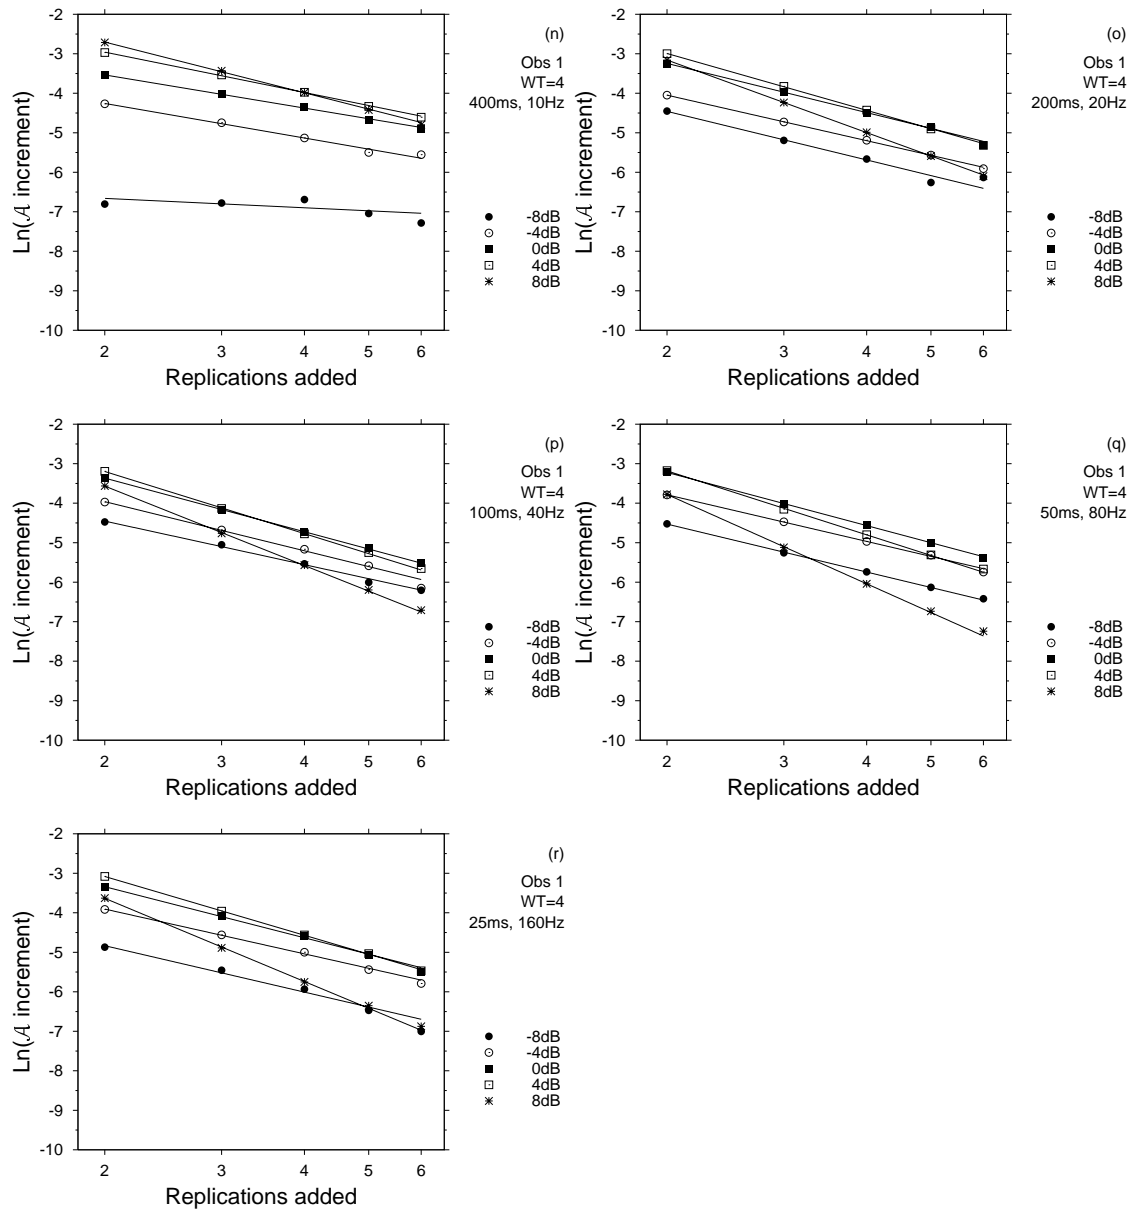 (n)
Obs 1
WT=4
400ms, 10Hz
-2
-3
-4
-5
-6
-7
-8
-9
-10
Ln(𝒜 increment)
2 3 4 5 6
Replications added
-8dB
-4dB
0dB
4dB
8dB
(o)
Obs 1
WT=4
200ms, 20Hz
-2
-3
-4
-5
-6
-7
-8
-9
-10
Ln(𝒜 increment)
2 3 4 5 6
Replications added
-8dB
-4dB
0dB
4dB
8dB
(p)
Obs 1
WT=4
100ms, 40Hz
-2
-3
-4
-5
-6
-7
-8
-9
-10
Ln(𝒜 increment)
2 3 4 5 6
Replications added
-8dB
-4dB
0dB
4dB
8dB
(q)
Obs 1
WT=4
50ms, 80Hz
-2
-3
-4
-5
-6
-7
-8
-9
-10
Ln(𝒜 increment)
2 3 4 5 6
Replications added
-8dB
-4dB
0dB
4dB
8dB
(r)
Obs 1
WT=4
25ms, 160Hz
-2
-3
-4
-5
-6
-7
-8
-9
-10
Ln(𝒜 increment)
2 3 4 5 6
Replications added
-8dB
-4dB
0dB
4dB
8dB